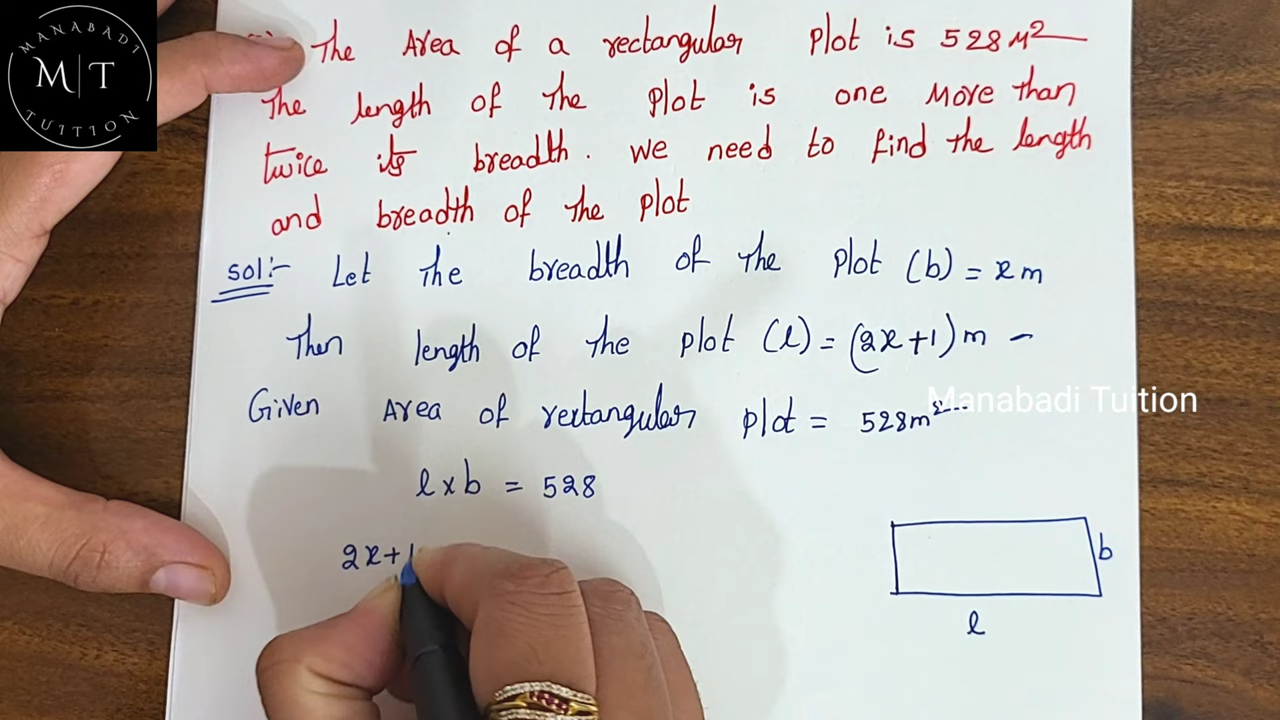 MANABADI
M|T
TUITION
The Area of a rectangular Plot is 528 M²
The length of the Plot is one More than
twice its breadth. We need to find the length
and breadth of the Plot
Sol:- Let the breadth of the Plot (b) = x m
Then length of the plot (l) = (2x+1) m -
Given Area of rectangular plot = 528m²
Manabadi Tuition
l x b = 528
2x+1
b
l